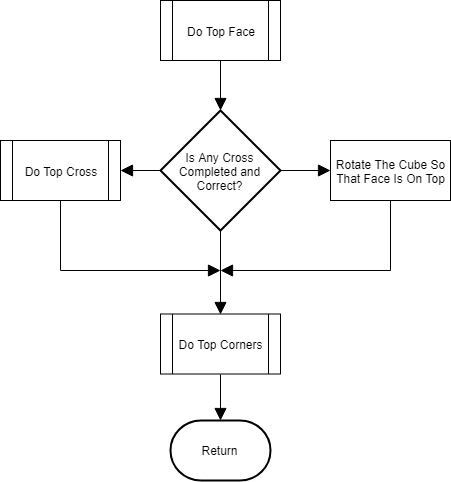 Do Top Face
Is Any Cross
Completed and
Correct?
Do Top Cross
Rotate The Cube So
That Face Is On Top
Do Top Corners
Return